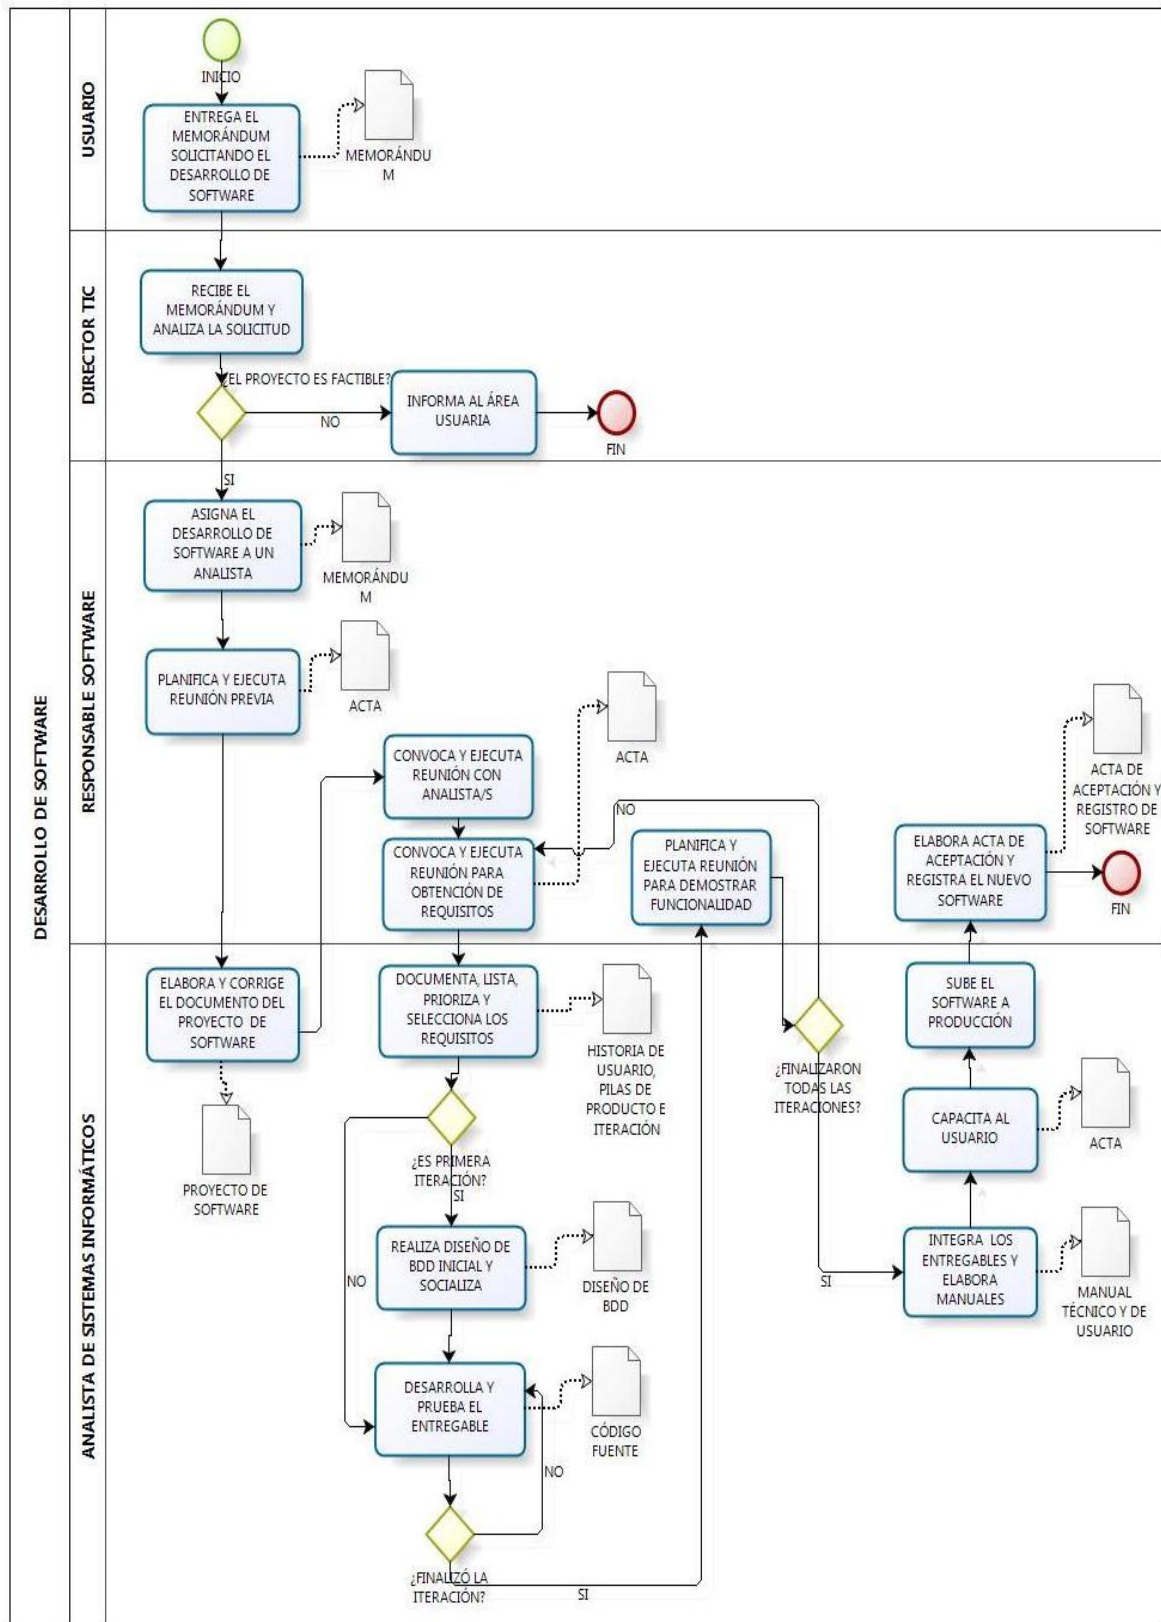 DESARROLLO DE SOFTWARE
USUARIO
INICIO
ENTREGA EL
MEMORÁNDUM
SOLICITANDO EL
DESARROLLO DE
SOFTWARE
MEMORÁNDU
M
DIRECTOR TIC
RECIBE EL
MEMORÁNDUM Y
ANALIZA LA SOLICITUD
¿EL PROYECTO ES FACTIBLE?
NO
INFORMA AL ÁREA
USUARIA
FIN
SI
RESPONSABLE SOFTWARE
ASIGNA EL
DESARROLLO DE
SOFTWARE A UN
ANALISTA
MEMORÁNDU
M
PLANIFICA Y EJECUTA
REUNIÓN PREVIA
ACTA
CONVOCA Y EJECUTA
REUNIÓN CON
ANALISTA/S
CONVOCA Y EJECUTA
REUNIÓN PARA
OBTENCIÓN DE
REQUISITOS
ACTA
NO
PLANIFICA Y
EJECUTA REUNIÓN
PARA DEMOSTRAR
FUNCIONALIDAD
ELABORA ACTA DE
ACEPTACIÓN Y
REGISTRA EL NUEVO
SOFTWARE
ACTA DE
ACEPTACIÓN Y
REGISTRO DE
SOFTWARE
FIN
ANALISTA DE SISTEMAS INFORMÁTICOS
ELABORA Y CORRIGE
EL DOCUMENTO DEL
PROYECTO DE
SOFTWARE
PROYECTO DE
SOFTWARE
DOCUMENTA, LISTA,
PRIORIZA Y
SELECCIONA LOS
REQUISITOS
HISTORIA DE
USUARIO,
PILAS DE
PRODUCTO E
ITERACIÓN
¿ES PRIMERA
ITERACIÓN?
SI
NO
REALIZA DISEÑO DE
BDD INICIAL Y
SOCIALIZA
DISEÑO DE
BDD
DESARROLLA Y
PRUEBA EL
ENTREGABLE
CÓDIGO
FUENTE
NO
¿FINALIZÓ LA
ITERACIÓN?
SI
¿FINALIZARON
TODAS LAS
ITERACIONES?
SI
SUBE EL
SOFTWARE A
PRODUCCIÓN
CAPACITA AL
USUARIO
ACTA
INTEGRA LOS
ENTREGABLES Y
ELABORA
MANUALES
MANUAL
TÉCNICO Y DE
USUARIO